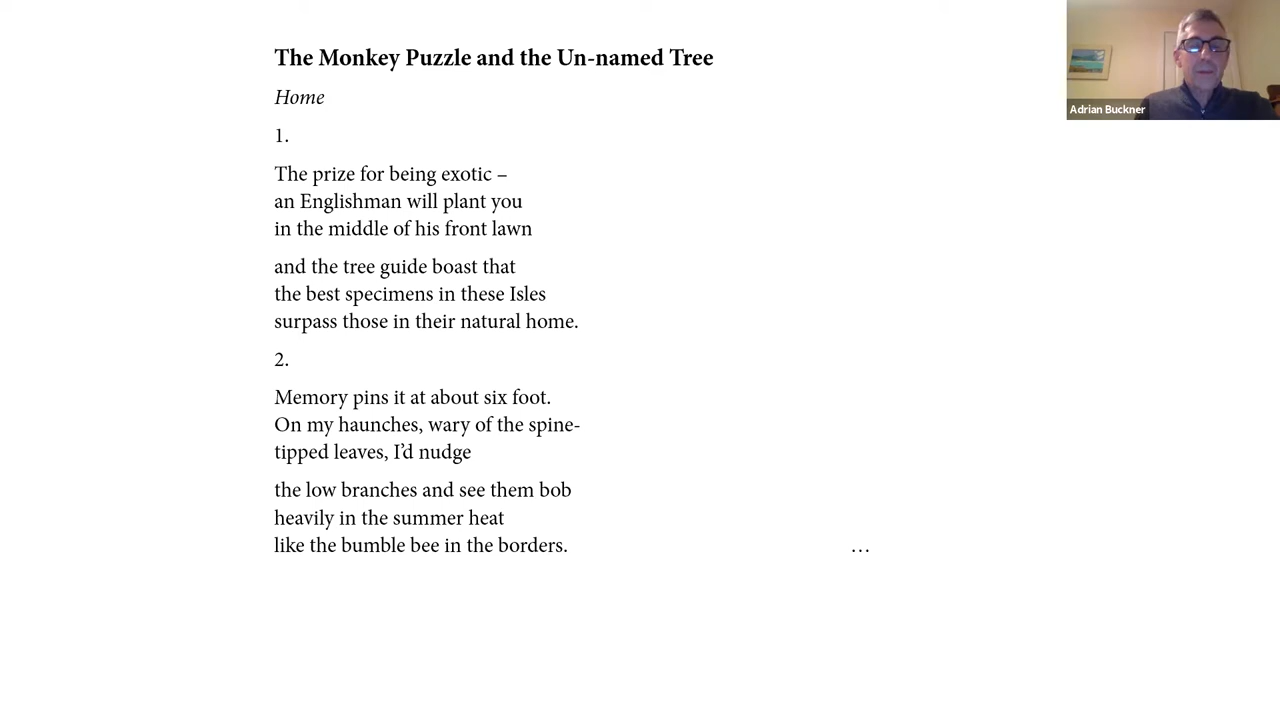 The Monkey Puzzle and the Un-named Tree
Home
1.
The prize for being exotic –
an Englishman will plant you
in the middle of his front lawn
and the tree guide boast that
the best specimens in these Isles
surpass those in their natural home.
2.
Memory pins it at about six foot.
On my haunches, wary of the spine-
tipped leaves, I’d nudge
the low branches and see them bob
heavily in the summer heat
like the bumble bee in the borders.
…
Adrian Buckner